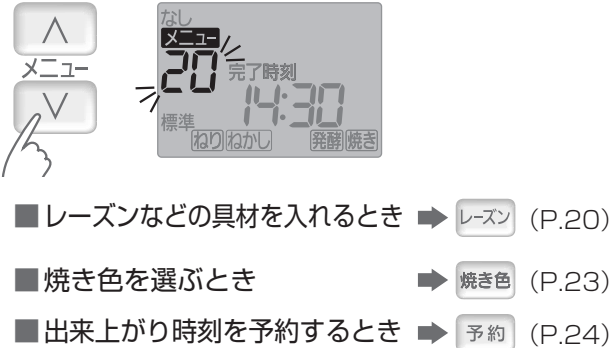 なし
メニュー
20
完了時刻
14:30
標準
ねり ねかし 発酵 焼き
メニュー
■レーズンなどの具材を入れるとき ➡ レーズン (P.20)
■焼き色を選ぶとき ➡ 焼き色 (P.23)
■出来上がり時刻を予約するとき ➡ 予約 (P.24)